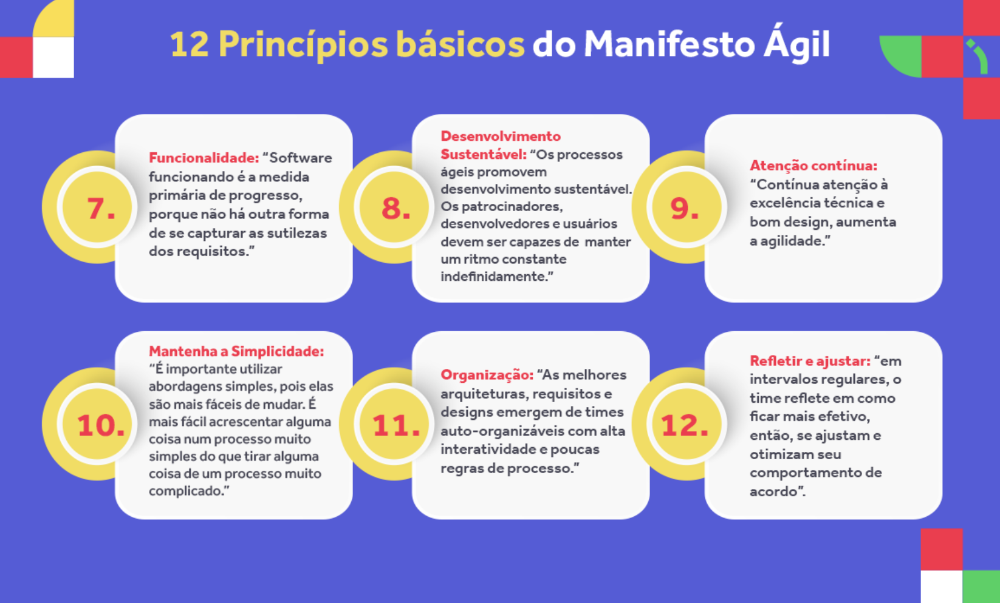 12 Princípios básicos do Manifesto Ágil
7.
Funcionalidade: “Software
funcionando é a medida
primária de progresso,
porque não há outra forma
de se capturar as sutilezas
dos requisitos.”
8.
Desenvolvimento
Sustentável: “Os processos
ágeis promovem
desenvolvimento sustentável.
Os patrocinadores,
desenvolvedores e usuários
devem ser capazes de manter
um ritmo constante
indefinidamente.”
9.
Atenção contínua:
“Contínua atenção à
excelência técnica e
bom design, aumenta
a agilidade.”
10.
Mantenha a Simplicidade:
“É importante utilizar
abordagens simples, pois elas
são mais fáceis de mudar. É
mais fácil acrescentar alguma
coisa num processo muito
simples do que tirar alguma
coisa de um processo muito
complicado.”
11.
Organização: “As melhores
arquiteturas, requisitos e
designs emergem de times
auto-organizáveis com alta
interatividade e poucas
regras de processo.”
12.
Refletir e ajustar: “em
intervalos regulares, o
time reflete em como
ficar mais efetivo,
então, se ajustam e
otimizam seu
comportamento de
acordo”.